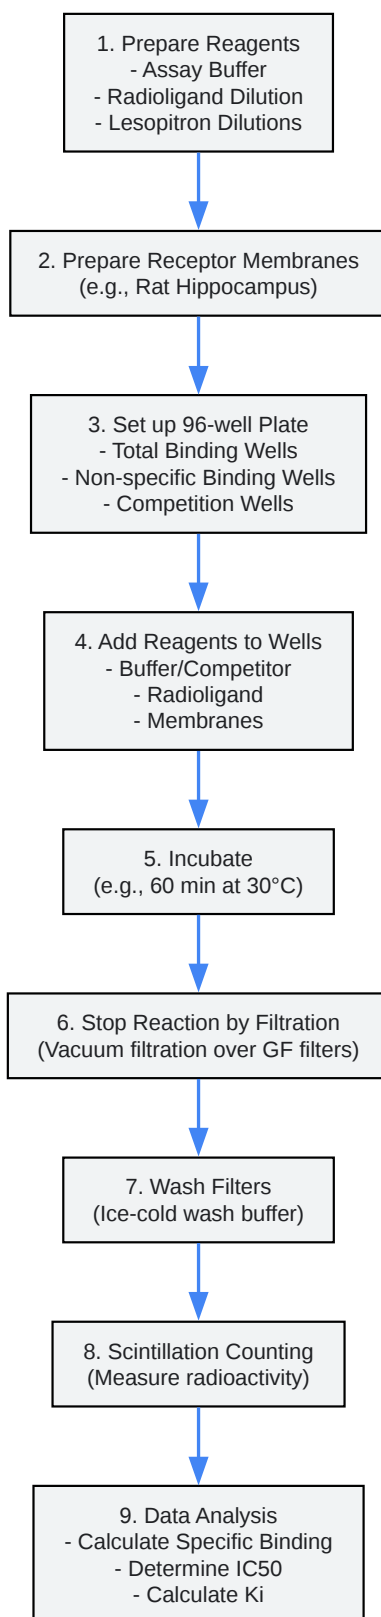 1. Prepare Reagents
- Assay Buffer
- Radioligand Dilution
- Lesopitron Dilutions
2. Prepare Receptor Membranes
(e.g., Rat Hippocampus)
3. Set up 96-well Plate
- Total Binding Wells
- Non-specific Binding Wells
- Competition Wells
4. Add Reagents to Wells
- Buffer/Competitor
- Radioligand
- Membranes
5. Incubate
(e.g., 60 min at 30°C)
6. Stop Reaction by Filtration
(Vacuum filtration over GF filters)
7. Wash Filters
(Ice-cold wash buffer)
8. Scintillation Counting
(Measure radioactivity)
9. Data Analysis
- Calculate Specific Binding
- Determine IC50
- Calculate Ki